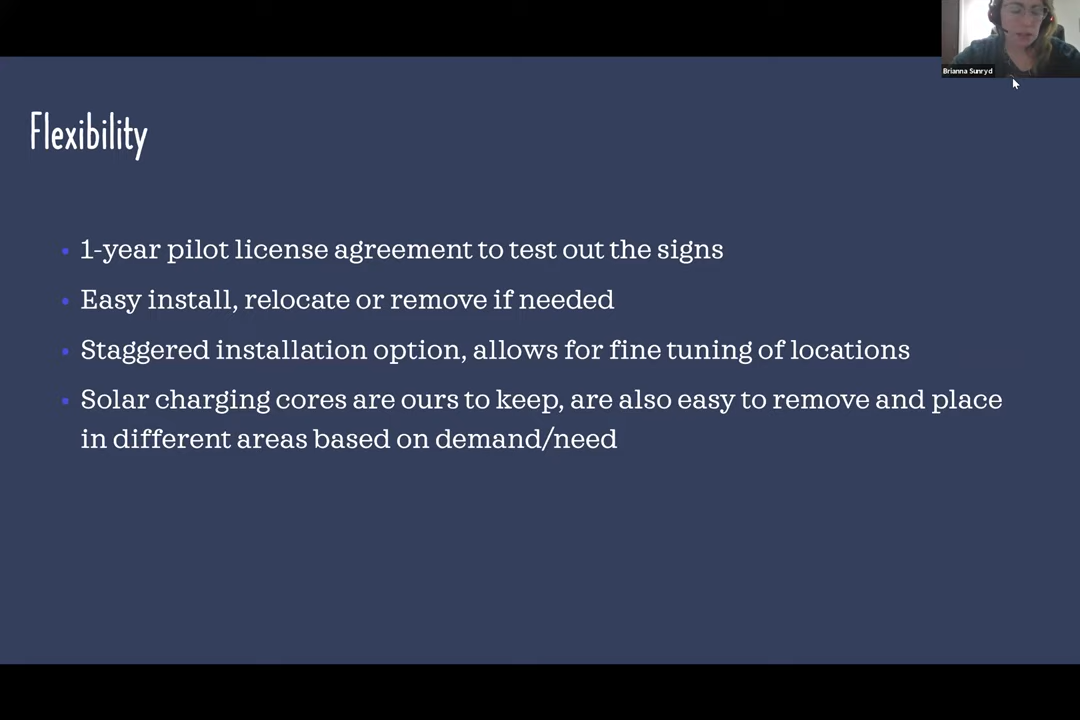 Brianna Sunryd
Flexibility
• 1-year pilot license agreement to test out the signs
• Easy install, relocate or remove if needed
• Staggered installation option, allows for fine tuning of locations
• Solar charging cores are ours to keep, are also easy to remove and place
in different areas based on demand/need